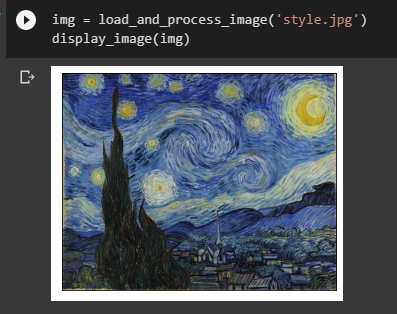 img = load_and_process_image('style.jpg')
display_image(img)